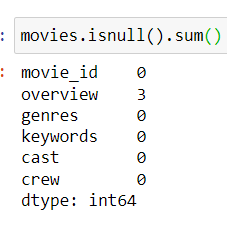 : movies.isnull().sum()
: movie_id    0
overview    3
genres      0
keywords    0
cast        0
crew        0
dtype: int64